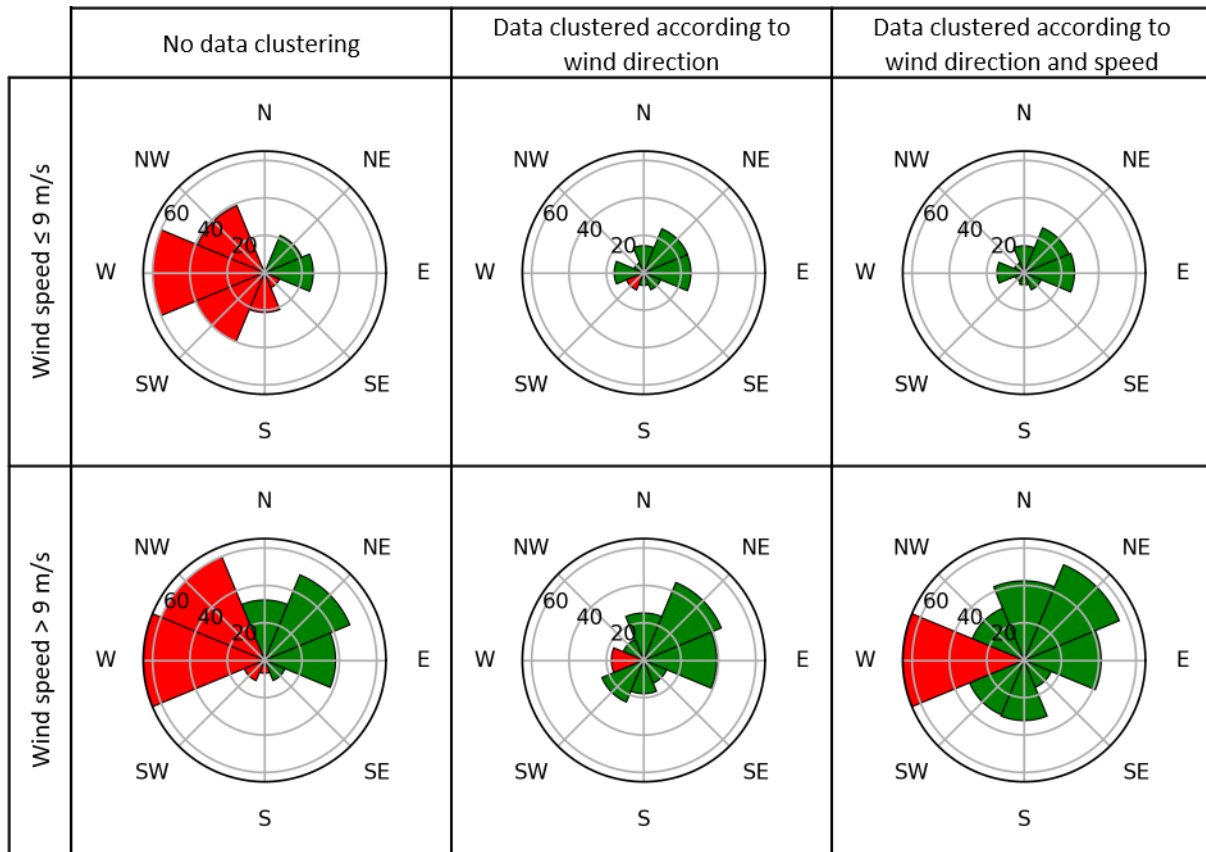 No data clustering
Data clustered according to
wind direction
Data clustered according to
wind direction and speed
Wind speed ≤ 9 m/s
N
NW
NE
60
40
20
W
E
SW
SE
S
N
NW
NE
60
40
20
W
E
SW
SE
S
N
NW
NE
60
40
20
W
E
SW
SE
S
Wind speed > 9 m/s
N
NW
NE
60
40
20
W
E
SW
SE
S
N
NW
NE
60
40
20
W
E
SW
SE
S
N
NW
NE
60
40
20
W
E
SW
SE
S